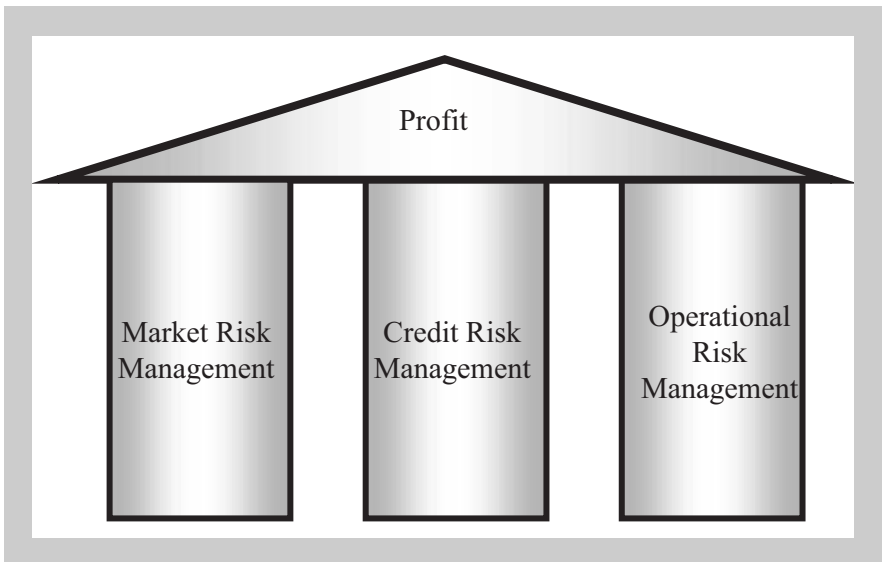 Profit
Market Risk
Management
Credit Risk
Management
Operational
Risk
Management